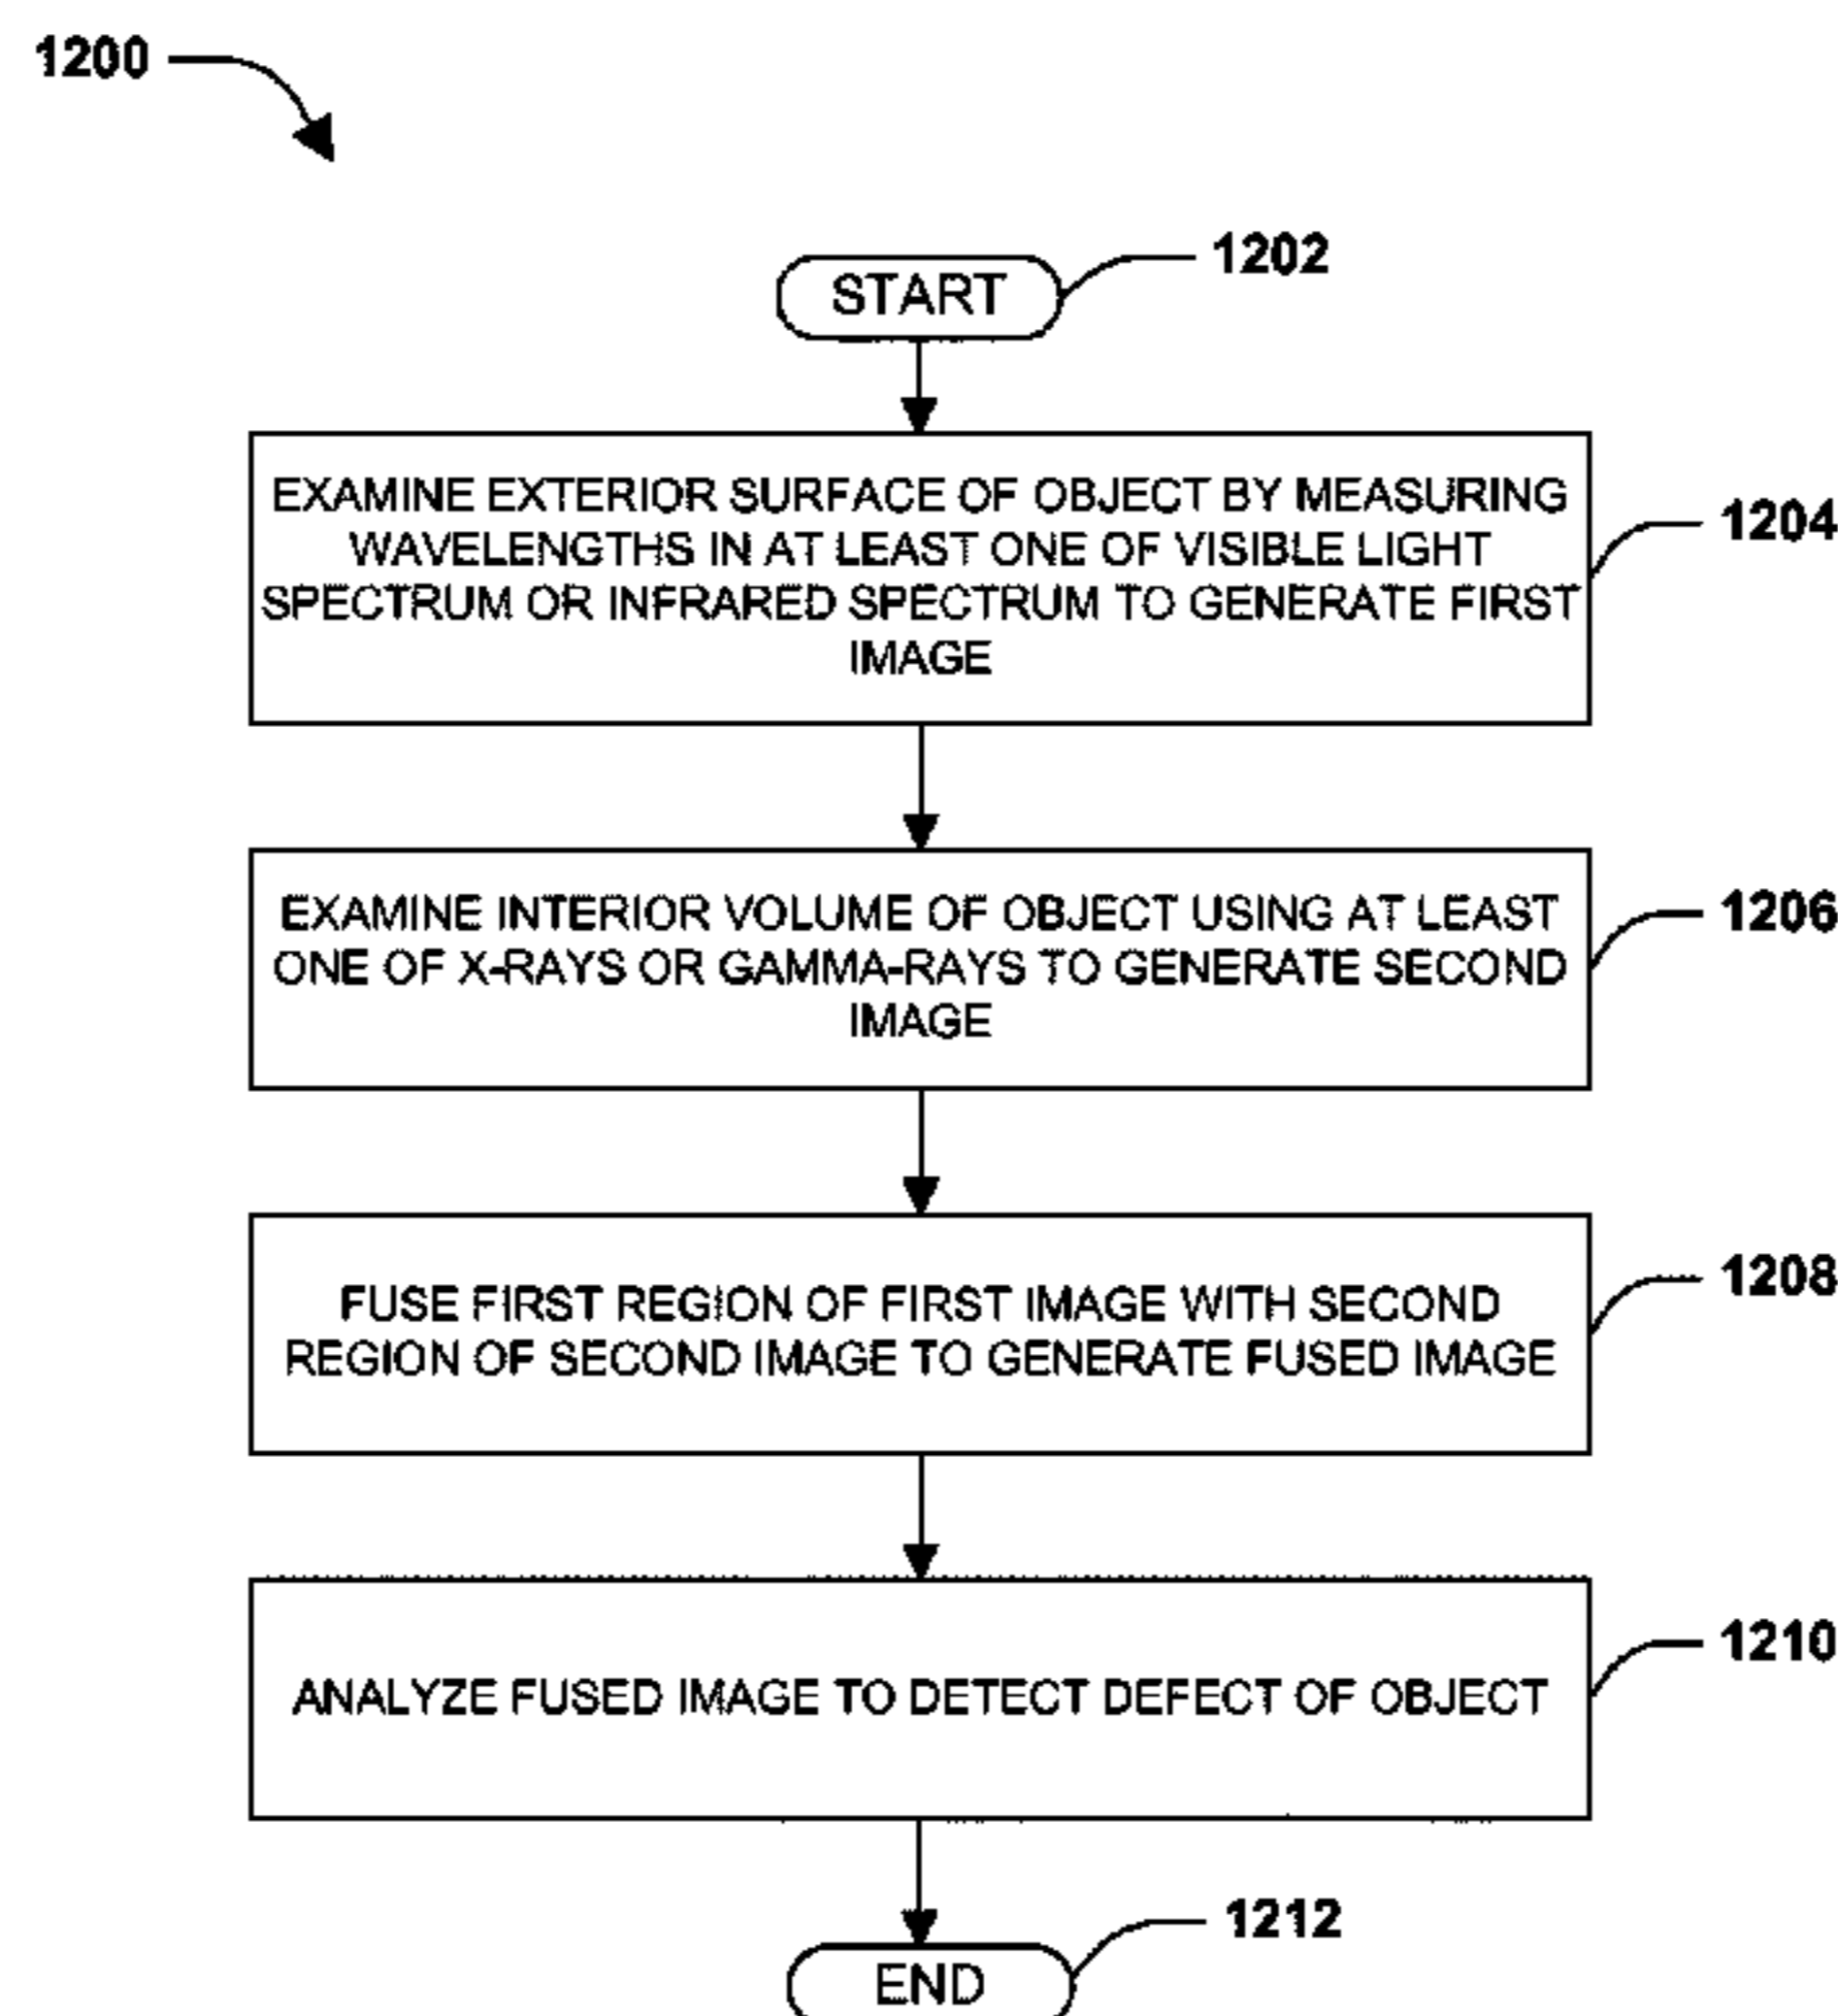 1200
START
1202
EXAMINE EXTERIOR SURFACE OF OBJECT BY MEASURING
WAVELENGTHS IN AT LEAST ONE OF VISIBLE LIGHT
SPECTRUM OR INFRARED SPECTRUM TO GENERATE FIRST
IMAGE
1204
EXAMINE INTERIOR VOLUME OF OBJECT USING AT LEAST
ONE OF X-RAYS OR GAMMA-RAYS TO GENERATE SECOND
IMAGE
1206
FUSE FIRST REGION OF FIRST IMAGE WITH SECOND
REGION OF SECOND IMAGE TO GENERATE FUSED IMAGE
1208
ANALYZE FUSED IMAGE TO DETECT DEFECT OF OBJECT
1210
END
1212